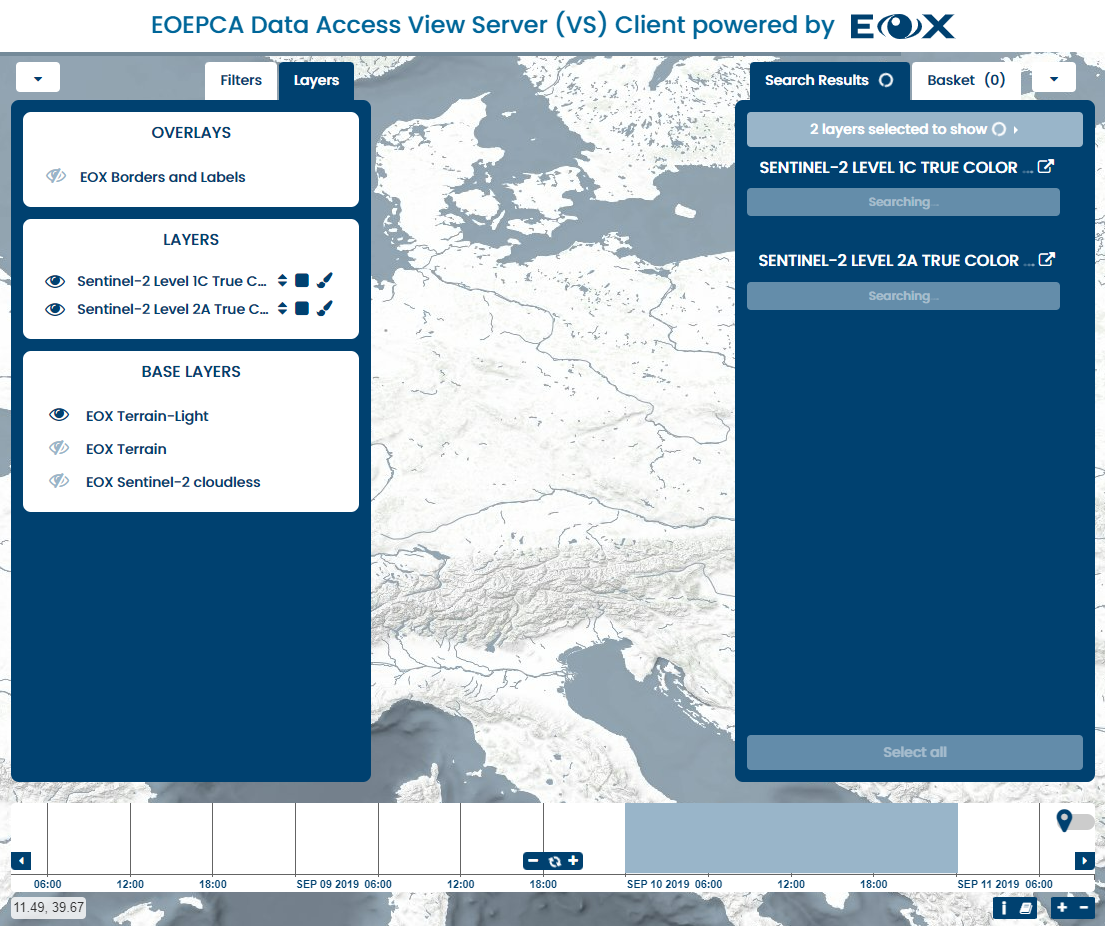 EOEPCA Data Access View Server (VS) Client powered by EOX
Filters
Layers
OVERLAYS
EOX Borders and Labels
LAYERS
Sentinel-2 Level 1C True C...
Sentinel-2 Level 2A True C...
BASE LAYERS
EOX Terrain-Light
EOX Terrain
EOX Sentinel-2 cloudless
Search Results
Basket (0)
2 layers selected to show
SENTINEL-2 LEVEL 1C TRUE COLOR ...
Searching...
SENTINEL-2 LEVEL 2A TRUE COLOR ...
Searching...
Select all
06:00 12:00 18:00 SEP 09 2019 06:00 12:00 18:00 SEP 10 2019 06:00 12:00 18:00 SEP 11 2019 06:00
11.49, 39.67